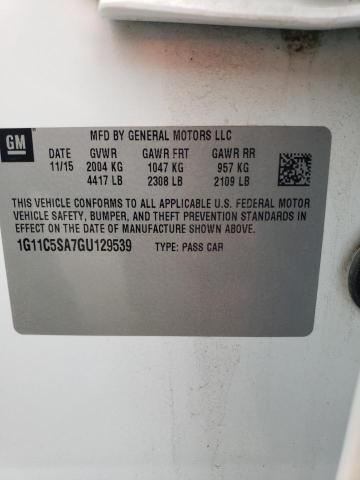 GM
MFD BY GENERAL MOTORS LLC
DATE GVWR GAWR FRT GAWR RR
11/15 2004 KG 1047 KG 957 KG
4417 LB 2308 LB 2109 LB
THIS VEHICLE CONFORMS TO ALL APPLICABLE U.S. FEDERAL MOTOR
VEHICLE SAFETY, BUMPER, AND THEFT PREVENTION STANDARDS IN
EFFECT ON THE DATE OF MANUFACTURE SHOWN ABOVE.
1G11C5SA7GU129539 TYPE: PASS CAR